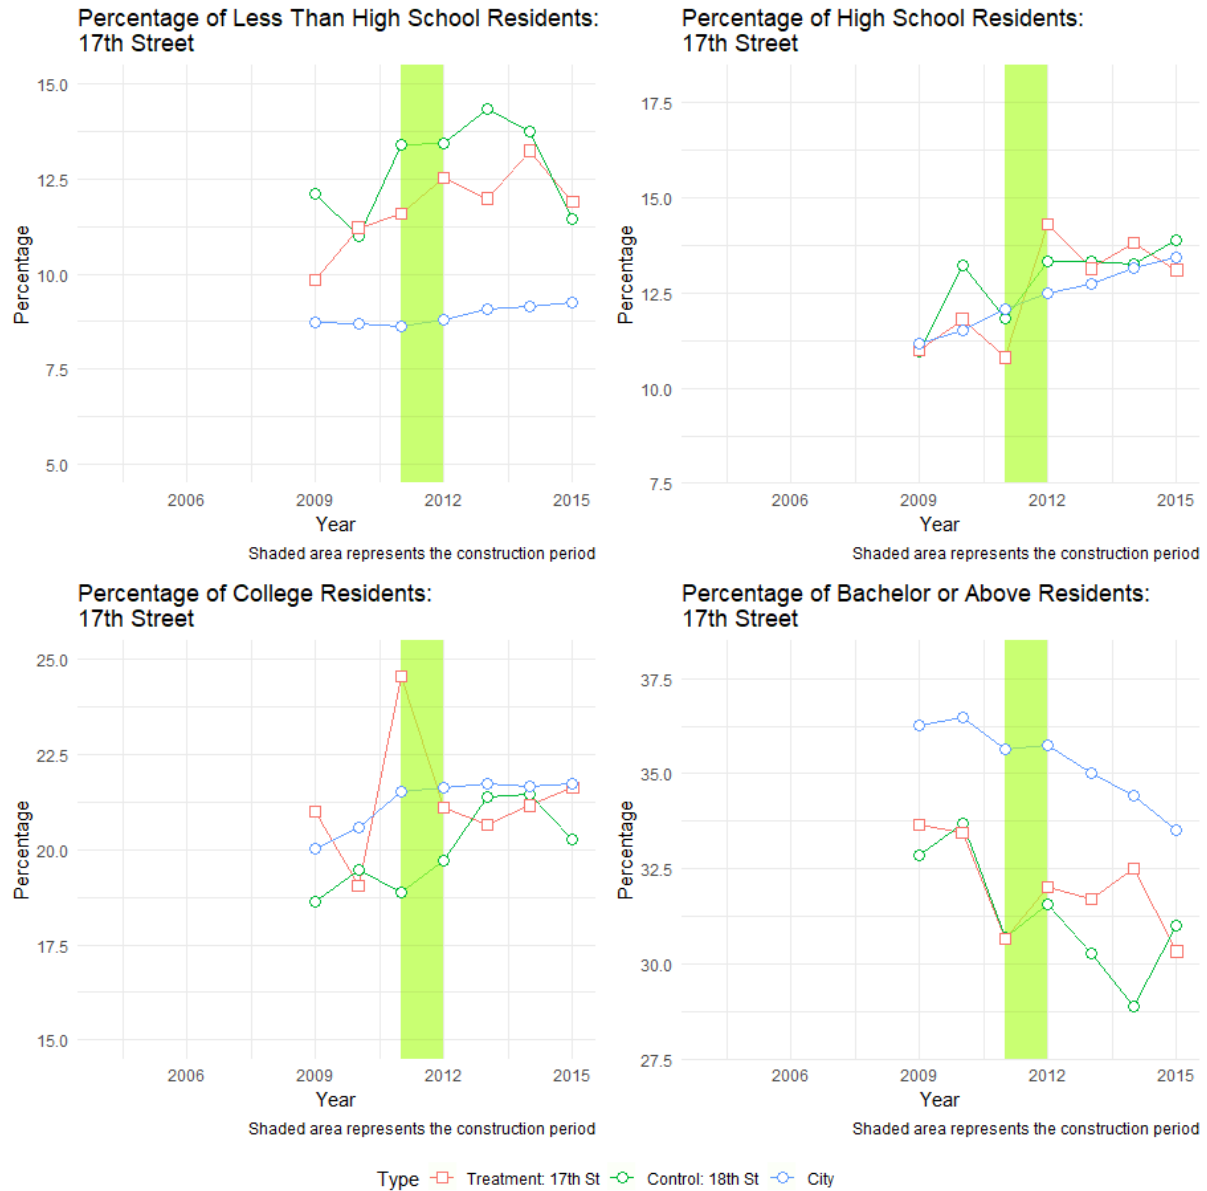 Percentage of Less Than High School Residents:
17th Street
15.0
12.5
10.0
7.5
5.0
Percentage
2006 2009 2012 2015
Year
Shaded area represents the construction period
Percentage of High School Residents:
17th Street
17.5
15.0
12.5
10.0
7.5
Percentage
2006 2009 2012 2015
Year
Shaded area represents the construction period
Percentage of College Residents:
17th Street
25.0
22.5
20.0
17.5
15.0
Percentage
2006 2009 2012 2015
Year
Shaded area represents the construction period
Percentage of Bachelor or Above Residents:
17th Street
37.5
35.0
32.5
30.0
27.5
Percentage
2006 2009 2012 2015
Year
Shaded area represents the construction period
Type Treatment: 17th St Control: 18th St City